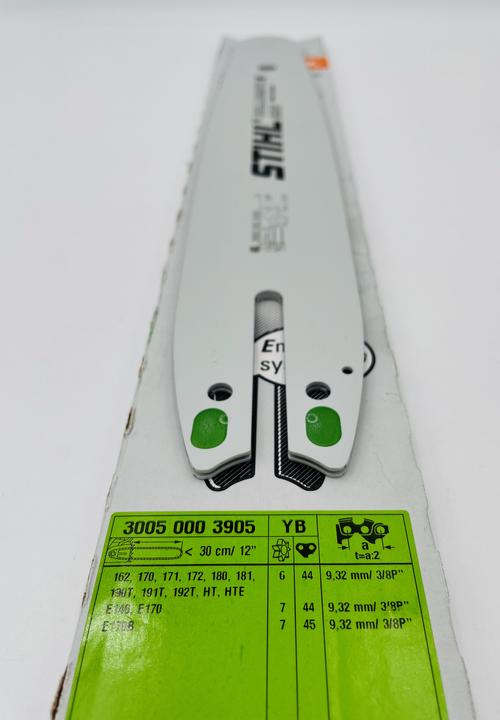 STIHL
Em
sy
3005 000 3905 YB
< 30 cm/ 12”
a
t=a:2
162, 170, 171, 172, 180, 181, 6 44 9,32 mm/ 3/8P”
190T, 191T, 192T, HT, HTE
E140, E170 7 44 9,32 mm/ 3/8P”
E170B 7 45 9,32 mm/ 3/8P”